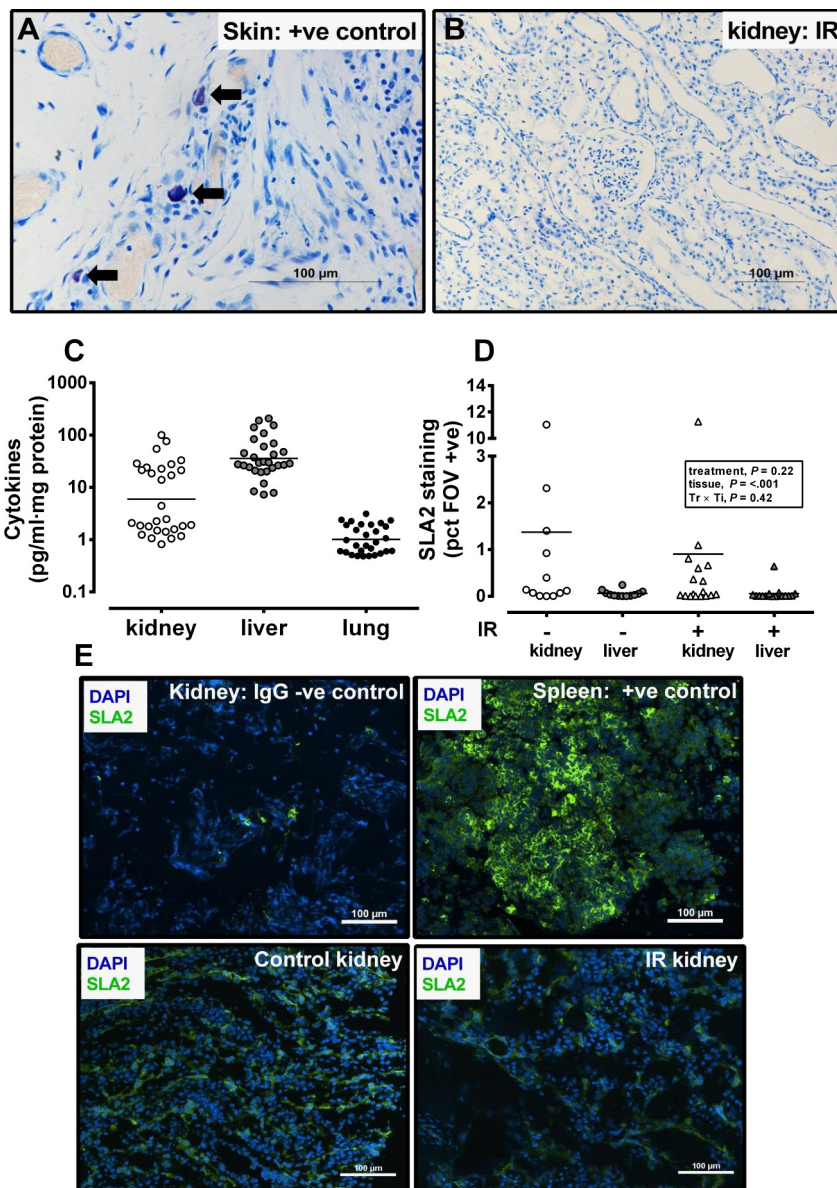 A
Skin: +ve control
100 µm
B
kidney: IR
100 µm
C
1000
100
10
1
0.1
Cytokines
(pg/ml·mg protein)
kidney liver lung
D
14
12
10
3
2
1
0
SLA2 staining
(pct FOV +ve)
treatment, P = 0.22
tissue, P = <.001
Tr × Ti, P = 0.42
IR - - + +
kidney liver kidney liver
E
DAPI
SLA2
Kidney: IgG -ve control
100 µm
DAPI
SLA2
Spleen: +ve control
100 µm
DAPI
SLA2
Control kidney
100 µm
DAPI
SLA2
IR kidney
100 µm